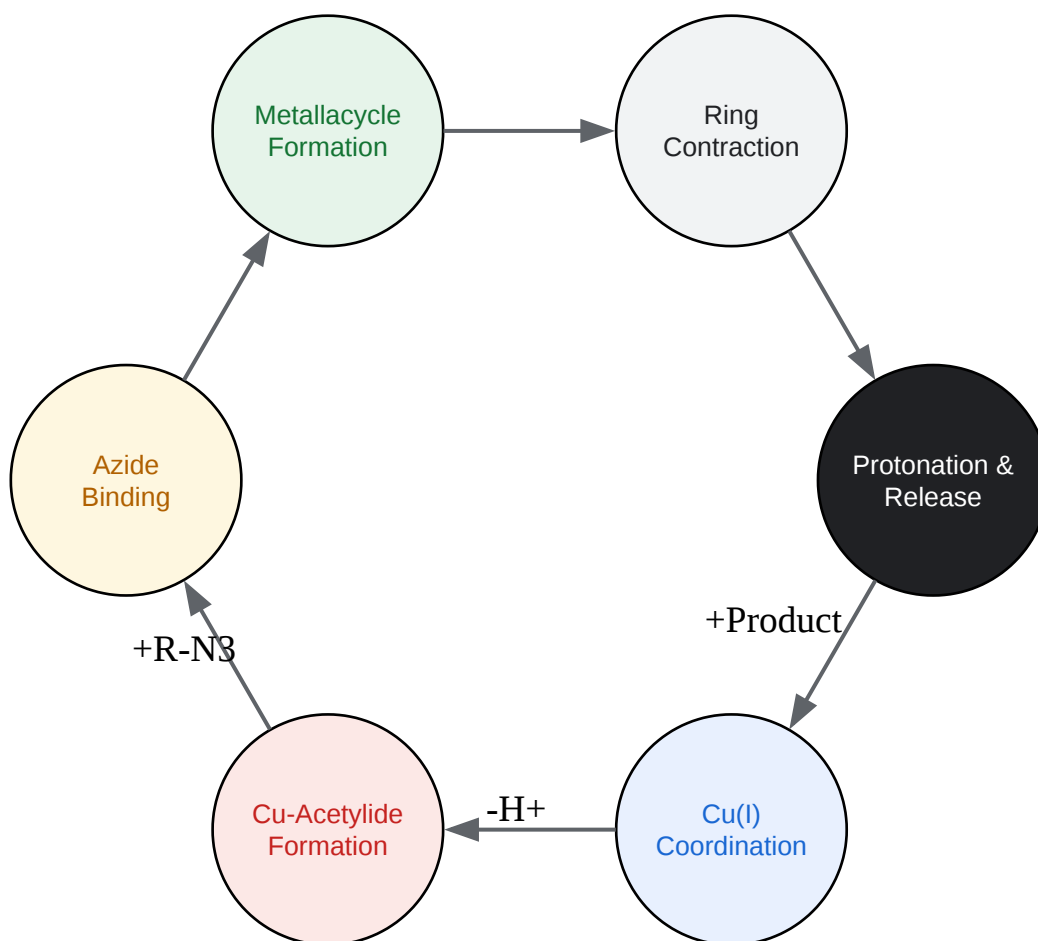 Metallacycle
Formation
Ring
Contraction
Azide
Binding
Protonation &
Release
+Product
+R-N3
Cu-Acetylide
Formation
-H+
Cu(I)
Coordination